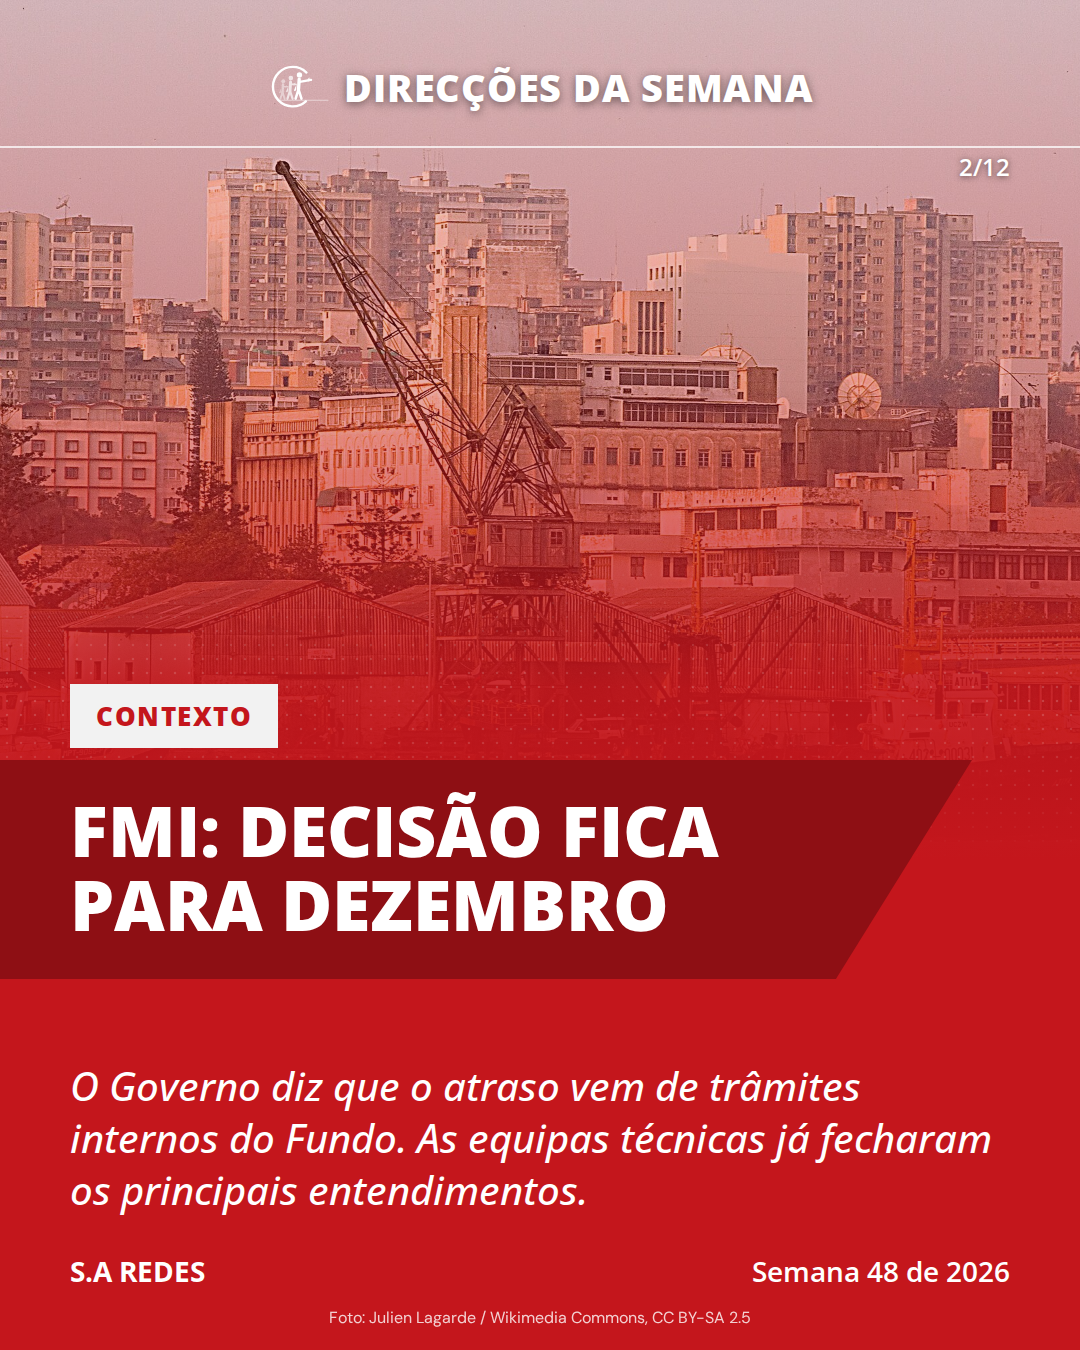 DIRECÇÕES DA SEMANA
2/12
CONTEXTO
FMI: DECISÃO FICA
PARA DEZEMBRO
O Governo diz que o atraso vem de trâmites
internos do Fundo. As equipas técnicas já fecharam
os principais entendimentos.
S.A REDES
Semana 48 de 2026
Foto: Julien Lagarde / Wikimedia Commons, CC BY-SA 2.5